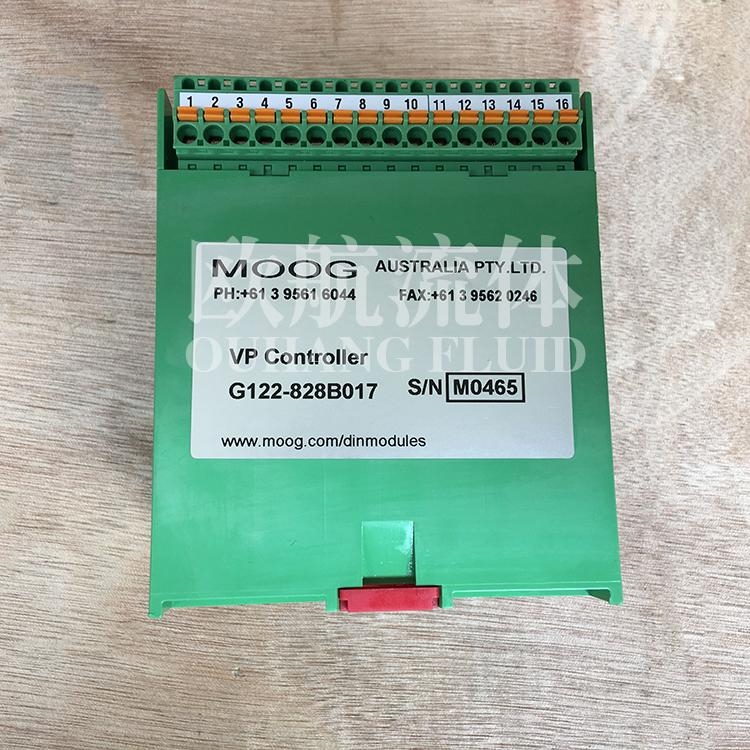 1 2 3 4 5 6 7 8 9 10 11 12 13 14 15 16
MOOG AUSTRALIA PTY.LTD.
PH:+61 3 9561 6044 FAX:+61 3 9562 0246
欧航流体
OUHANG FLUID
VP Controller
G122-828B017 S/N M0465
www.moog.com/dinmodules